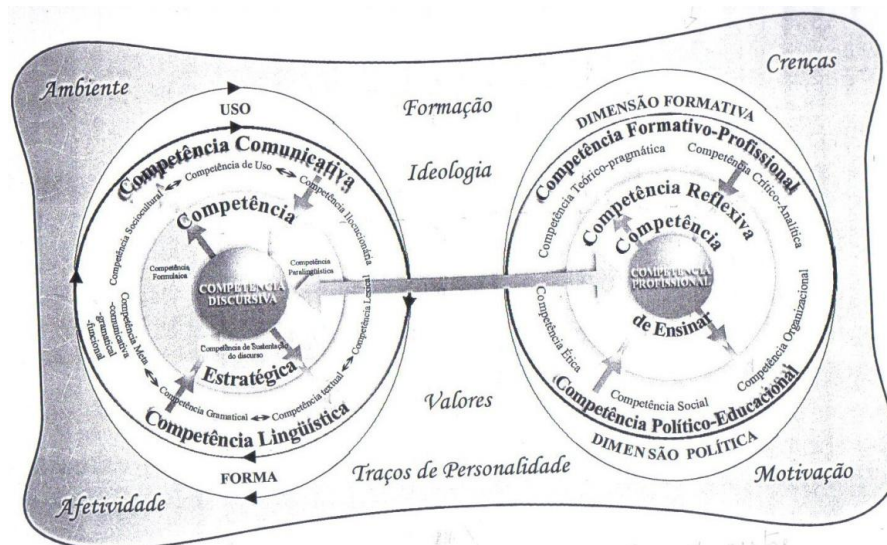 Ambiente
Crenças
Formação
Ideologia
Valores
Traços de Personalidade
Afetividade
Motivação
USO
Competência Comunicativa
Competência de Uso
Competência Sociocultural
Competência Ilocucionária
Competência
Competência Formulaica
Competência Paralingüística
COMPETÊNCIA
DISCURSIVA
Competência Lexical
Competência Meta
-comunicativa
-gramatical
-funcional
Competência de Sustentação
do discurso
Estratégica
Competência Gramatical
Competência textual
Competência Lingüística
FORMA
DIMENSÃO FORMATIVA
Competência Formativo-Profissional
Competência Teórico-pragmática
Competência Crítico-Analítica
Competência Reflexiva
Competência
COMPETÊNCIA
PROFISSIONAL
de Ensinar
Competência Ética
Competência Organizacional
Competência Social
Competência Político-Educacional
DIMENSÃO POLÍTICA